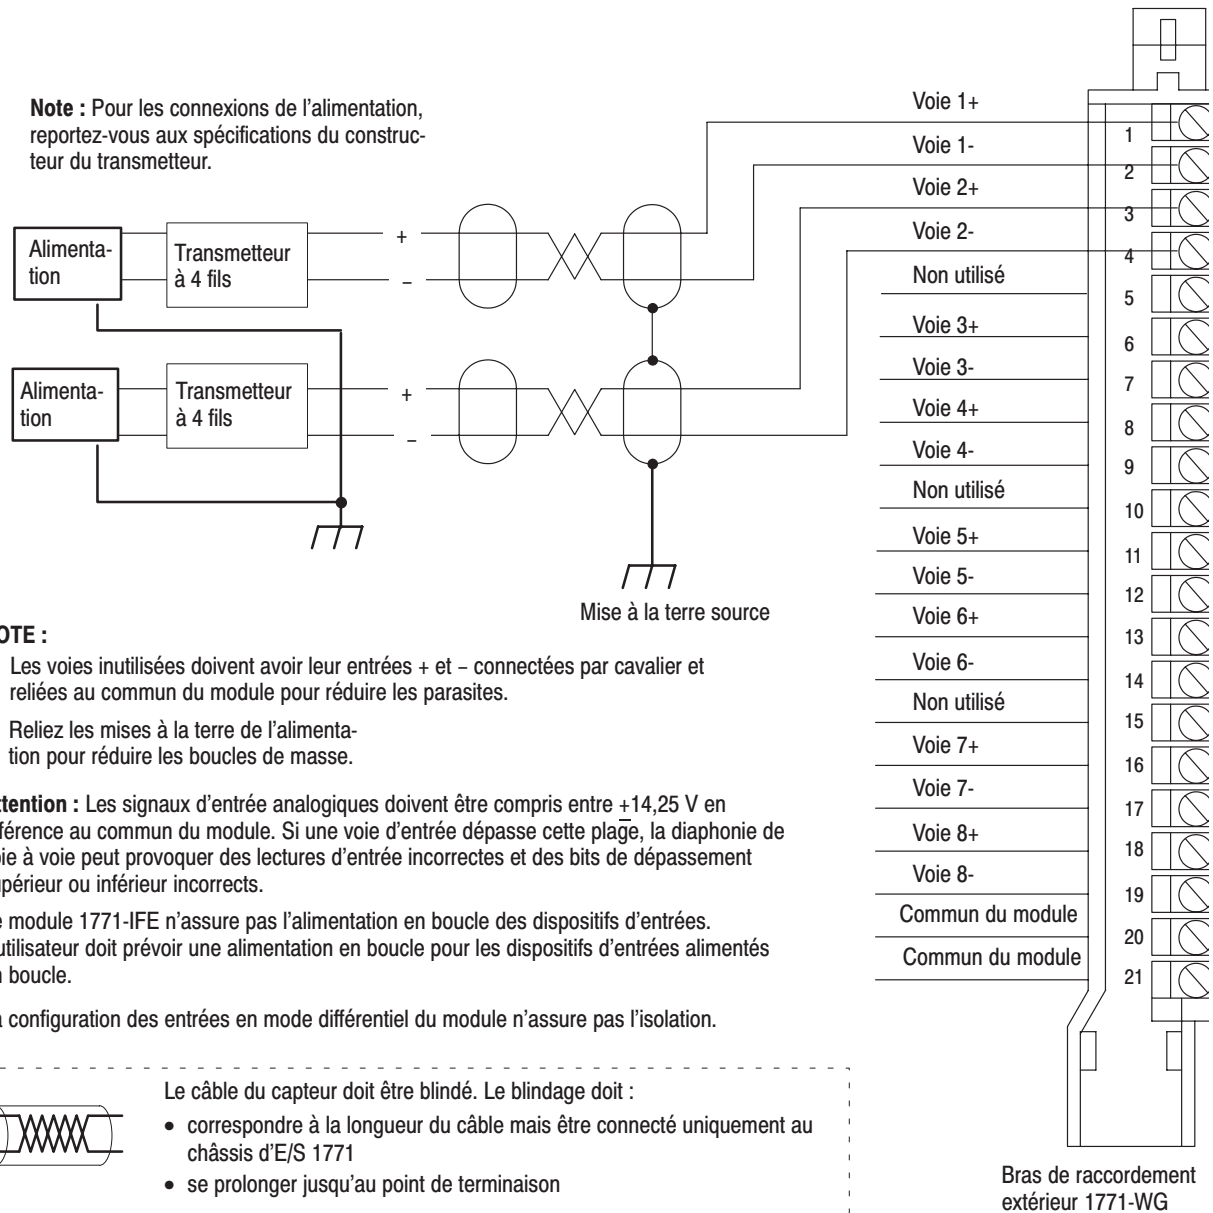 Note : Pour les connexions de l'alimentation,
reportez-vous aux spécifications du construc-
teur du transmetteur.
Alimenta-
tion
Transmetteur
à 4 fils
+
–
Alimenta-
tion
Transmetteur
à 4 fils
+
–
Mise à la terre source
Voie 1+
1
Voie 1-
2
Voie 2+
3
Voie 2-
4
Non utilisé
5
Voie 3+
6
Voie 3-
7
Voie 4+
8
Voie 4-
9
Non utilisé
10
Voie 5+
11
Voie 5-
12
Voie 6+
13
Voie 6-
14
Non utilisé
15
Voie 7+
16
Voie 7-
17
Voie 8+
18
Voie 8-
19
Commun du module
20
Commun du module
21
Bras de raccordement
extérieur 1771-WG
OTE :
Les voies inutilisées doivent avoir leur entrées + et – connectées par cavalier et
reliées au commun du module pour réduire les parasites.
Reliez les mises à la terre de l'alimenta-
tion pour réduire les boucles de masse.
ttention : Les signaux d'entrée analogiques doivent être compris entre ±14,25 V en
férence au commun du module. Si une voie d'entrée dépasse cette plage, la diaphonie de
oie à voie peut provoquer des lectures d'entrée incorrectes et des bits de dépassement
upérieur ou inférieur incorrects.
e module 1771-IFE n'assure pas l'alimentation en boucle des dispositifs d'entrées.
utilisateur doit prévoir une alimentation en boucle pour les dispositifs d'entrées alimentés
n boucle.
a configuration des entrées en mode différentiel du module n'assure pas l'isolation.
Le câble du capteur doit être blindé. Le blindage doit :
• correspondre à la longueur du câble mais être connecté uniquement au
châssis d'E/S 1771
• se prolonger jusqu'au point de terminaison